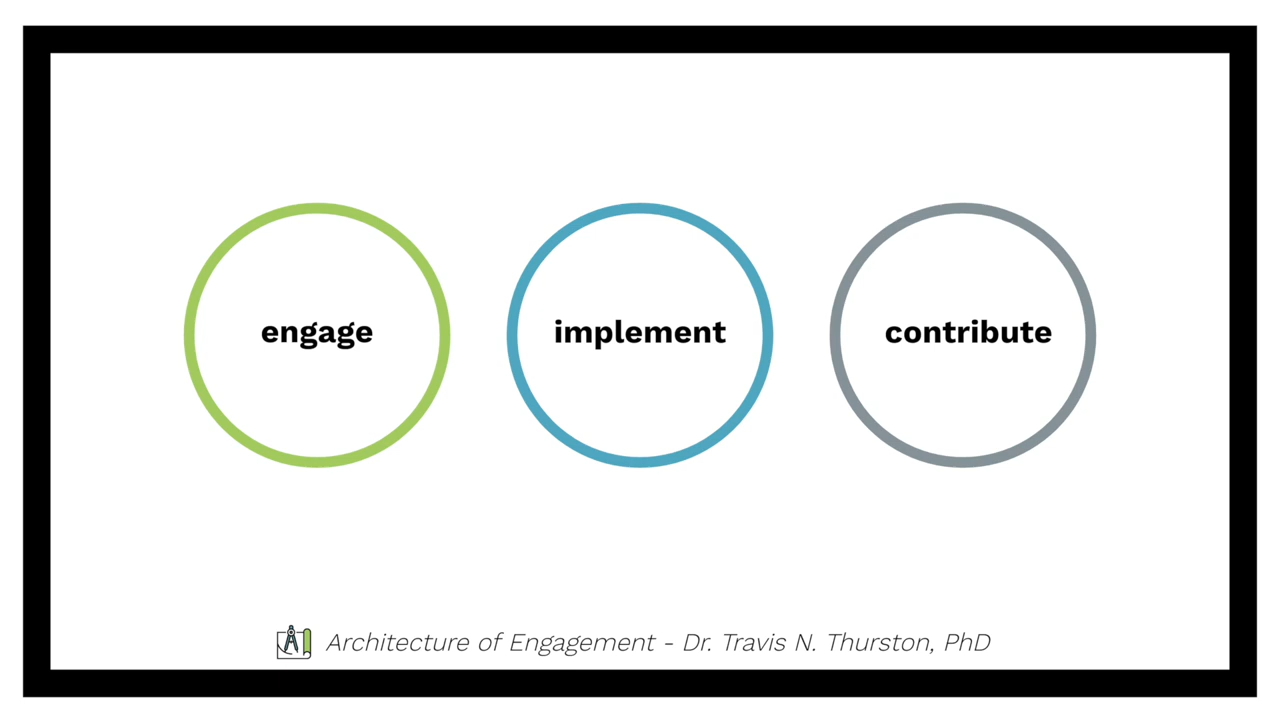 engage
implement
contribute
Architecture of Engagement - Dr. Travis N. Thurston, PhD